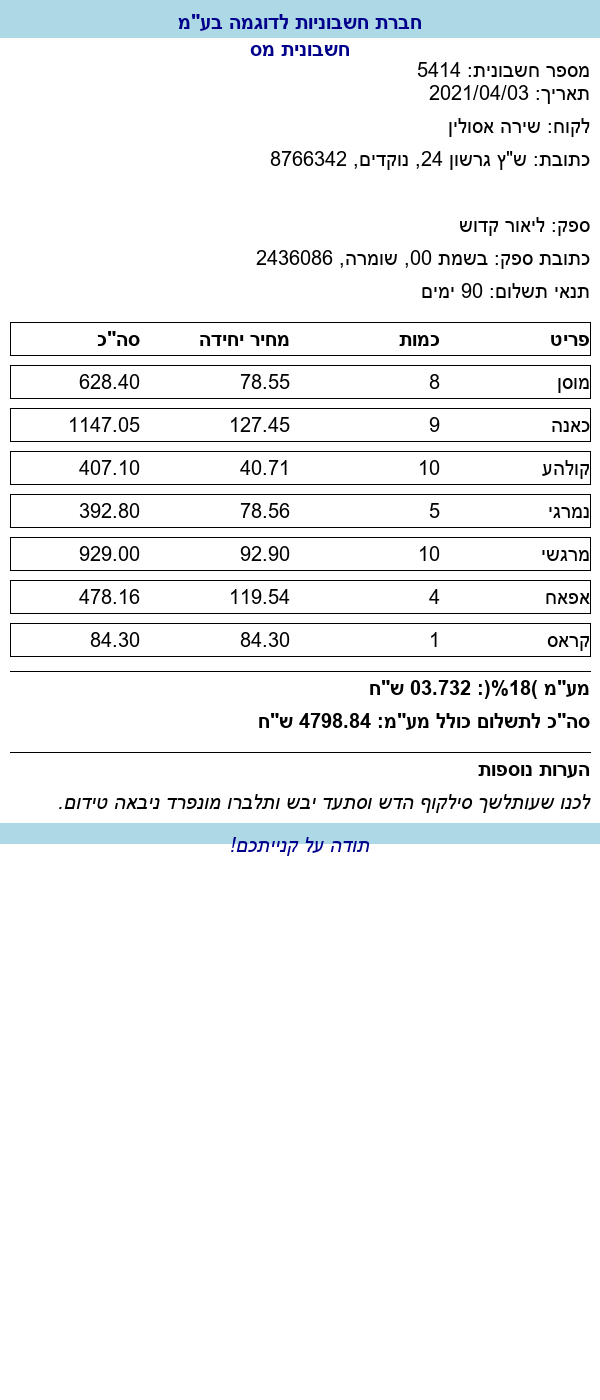 חברת חשבוניות לדוגמה בע"מ
חשבונית מס
מספר חשבונית: 5414
תאריך: 2021/04/03
לקוח: שירה אסולין
כתובת: ש"ץ גרשון 24, נוקדים, 8766342
ספק: ליאור קדוש
כתובת ספק: בשמת 00, שומרה, 2436086
תנאי תשלום: 90 ימים
פריט כמות מחיר יחידה סה"כ
מוסן 8 78.55 628.40
כאנה 9 127.45 1147.05
קולהע 10 40.71 407.10
נמרגי 5 78.56 392.80
מרגשי 10 92.90 929.00
אפאח 4 119.54 478.16
קראס 1 84.30 84.30
מע"מ )18%(: 03.732 ש"ח
סה"כ לתשלום כולל מע"מ: 4798.84 ש"ח
הערות נוספות
לכנו שעותלשך סילקוף הדש וסתעד יבש ותלברו מונפרד ניבאה טידום.
תודה על קנייתכם!